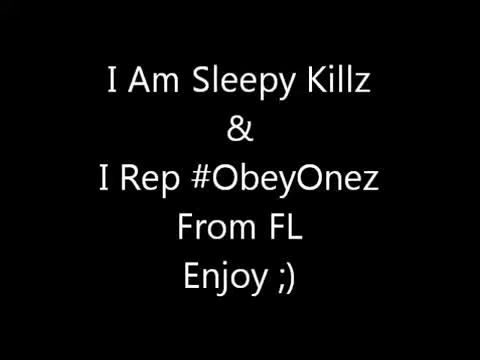 I Am Sleepy Killz
&
I Rep #ObeyOnez
From FL
Enjoy ;)